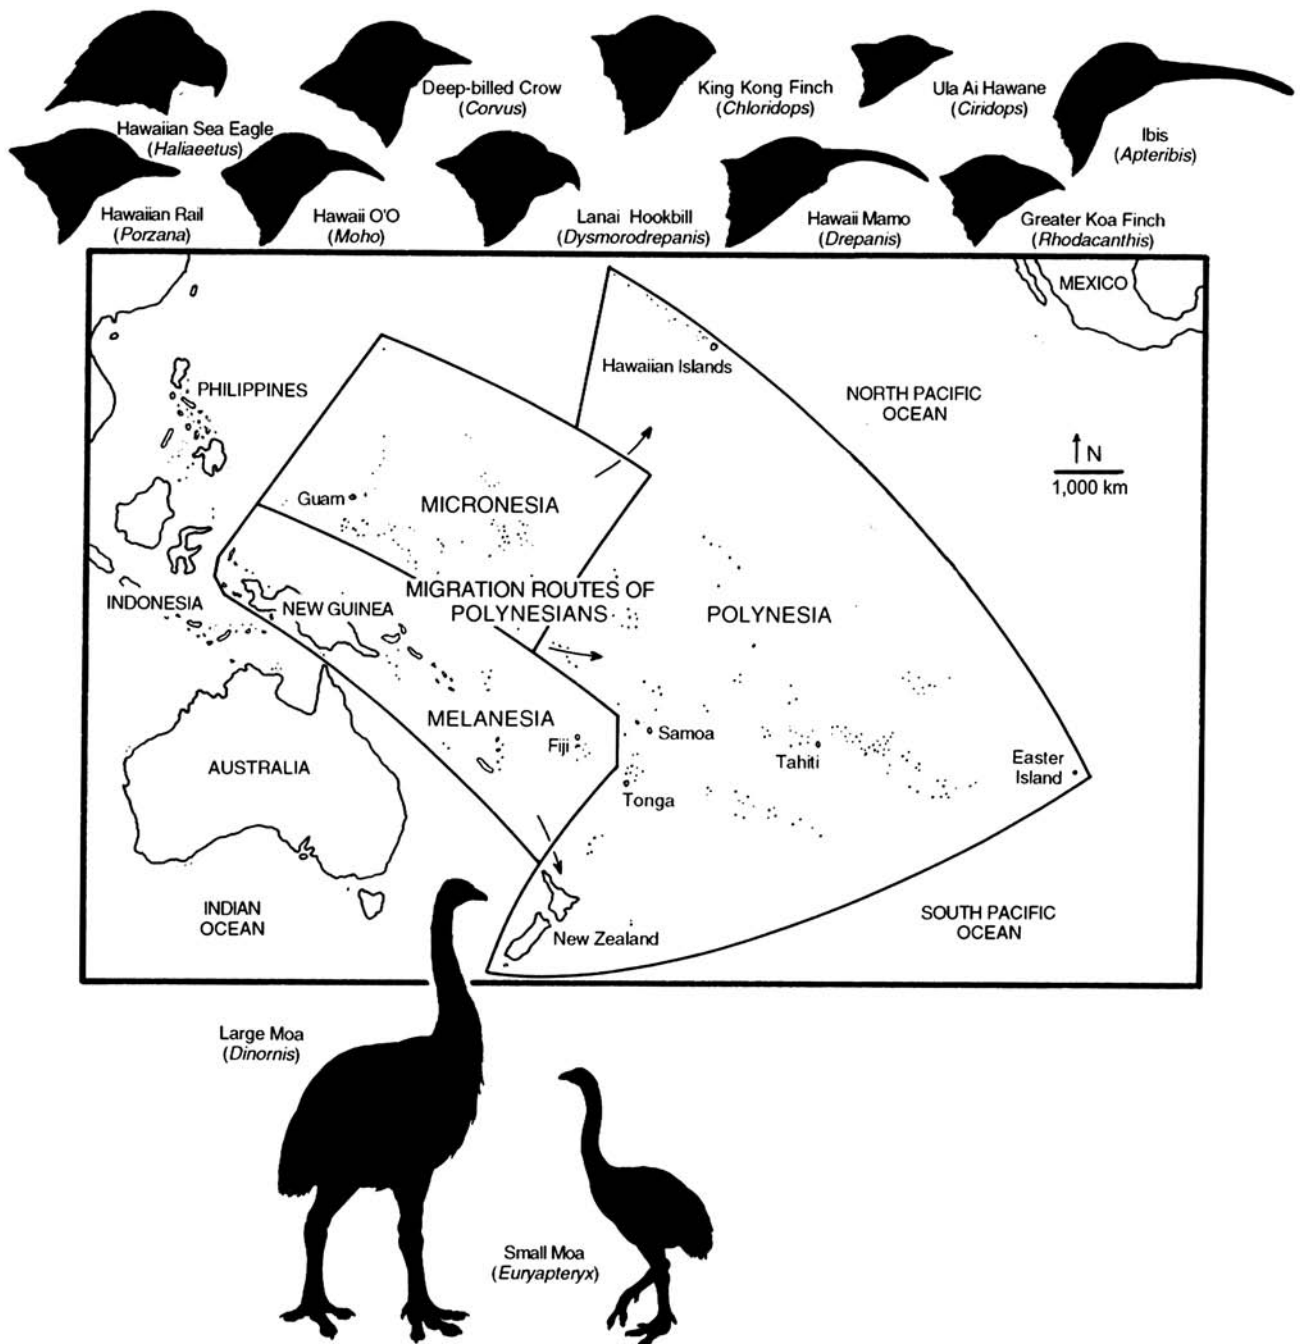 Hawaiian Sea Eagle
(Haliaeetus)
Deep-billed Crow
(Corvus)
King Kong Finch
(Chloridops)
Ula Ai Hawane
(Ciridops)
Ibis
(Apteribis)
Hawaiian Rail
(Porzana)
Hawaii O'O
(Moho)
Lanai Hookbill
(Dysmorodrepanis)
Hawaii Mamo
(Drepanis)
Greater Koa Finch
(Rhodacanthis)
MEXICO
Hawaiian Islands
PHILIPPINES
NORTH PACIFIC
OCEAN
N
1,000 km
Guam
MICRONESIA
MIGRATION ROUTES OF
POLYNESIANS
INDONESIA
NEW GUINEA
POLYNESIA
MELANESIA
Fiji
Samoa
Tahiti
Easter
Island
AUSTRALIA
Tonga
INDIAN
OCEAN
SOUTH PACIFIC
OCEAN
New Zealand
Large Moa
(Dinornis)
Small Moa
(Euryapteryx)